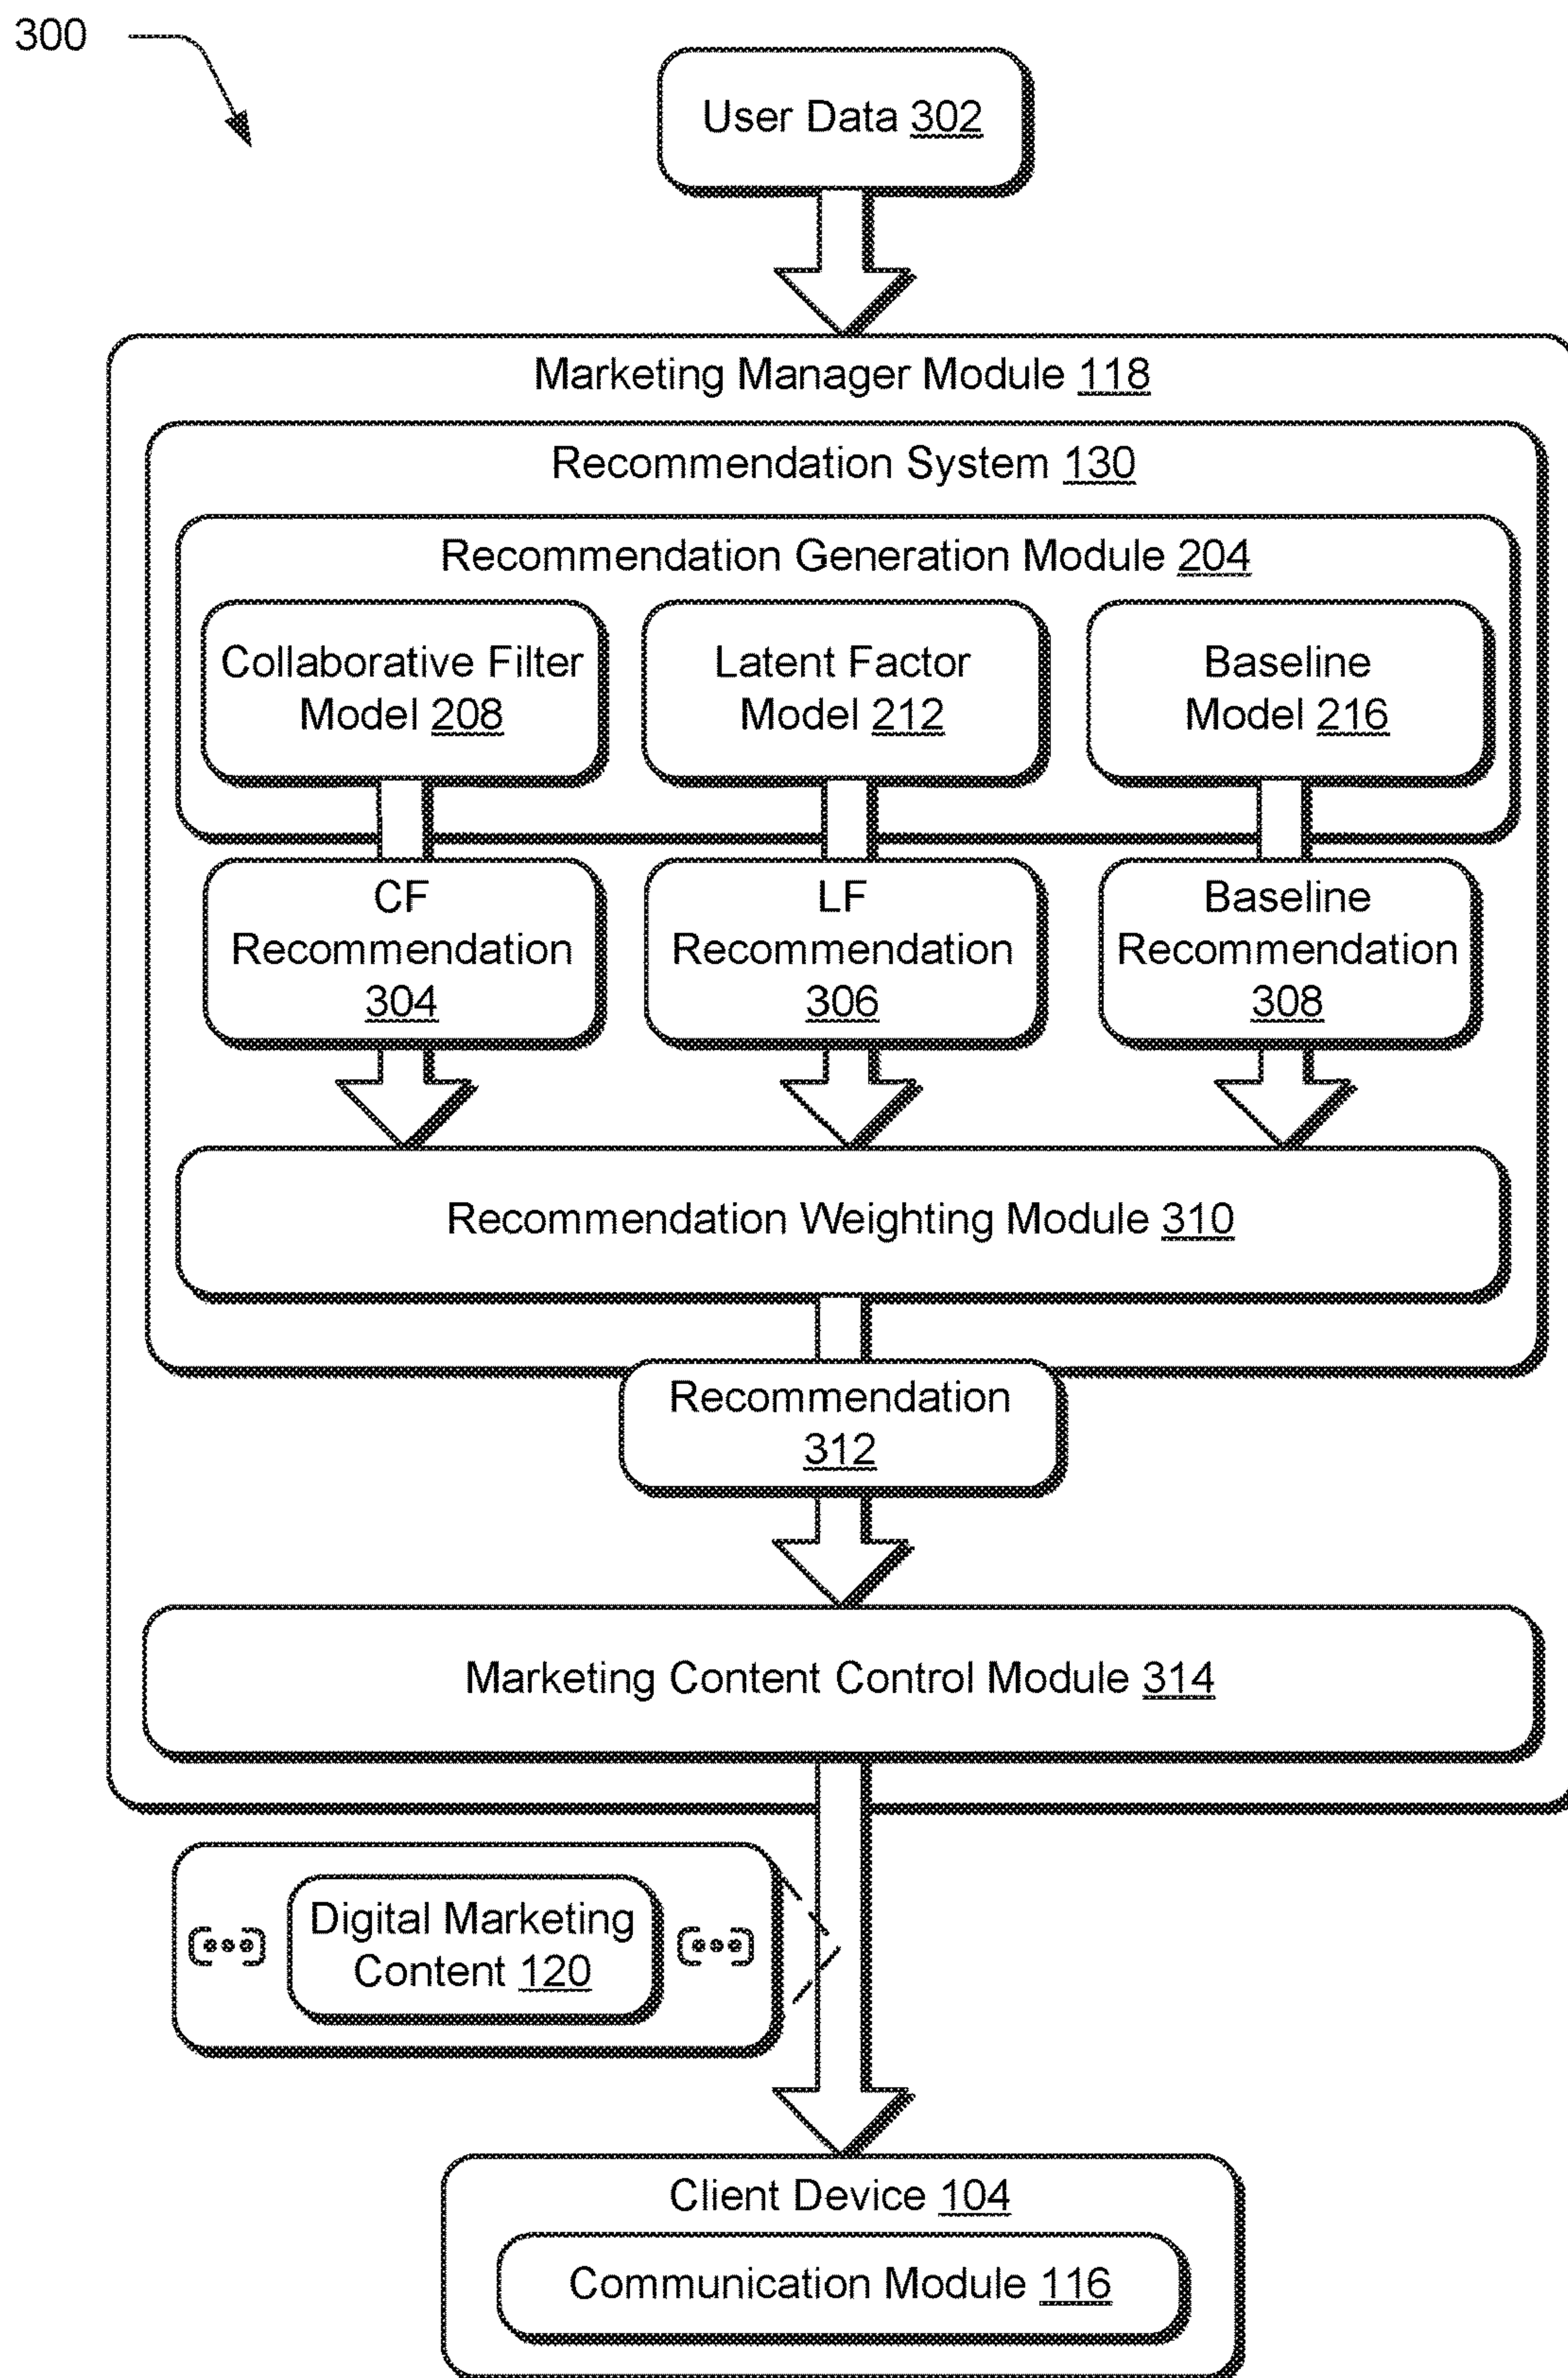 300
User Data 302
Marketing Manager Module 118
Recommendation System 130
Recommendation Generation Module 204
Collaborative Filter
Model 208
Latent Factor
Model 212
Baseline
Model 216
CF
Recommendation
304
LF
Recommendation
306
Baseline
Recommendation
308
Recommendation Weighting Module 310
Recommendation
312
Marketing Content Control Module 314
Digital Marketing
Content 120
Client Device 104
Communication Module 116